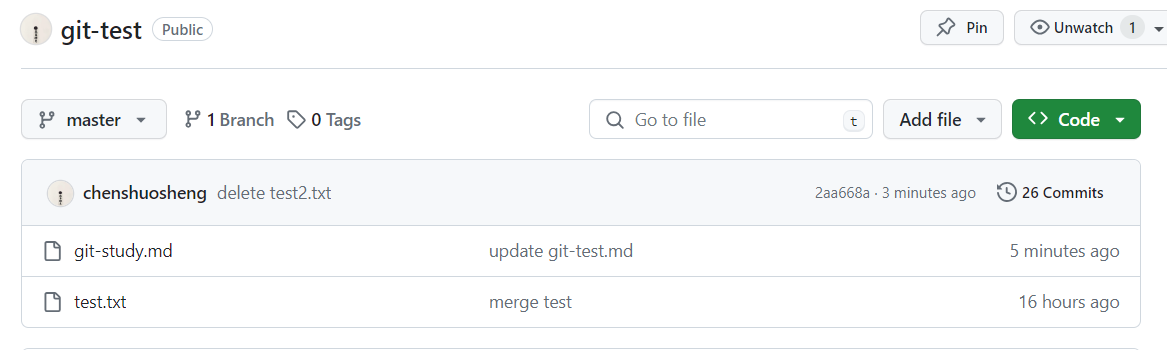 git-test Public Pin Unwatch 1
master 1 Branch 0 Tags Go to file t Add file Code
chenshuosheng delete test2.txt 2aa668a · 3 minutes ago 26 Commits
git-study.md update git-test.md 5 minutes ago
test.txt merge test 16 hours ago